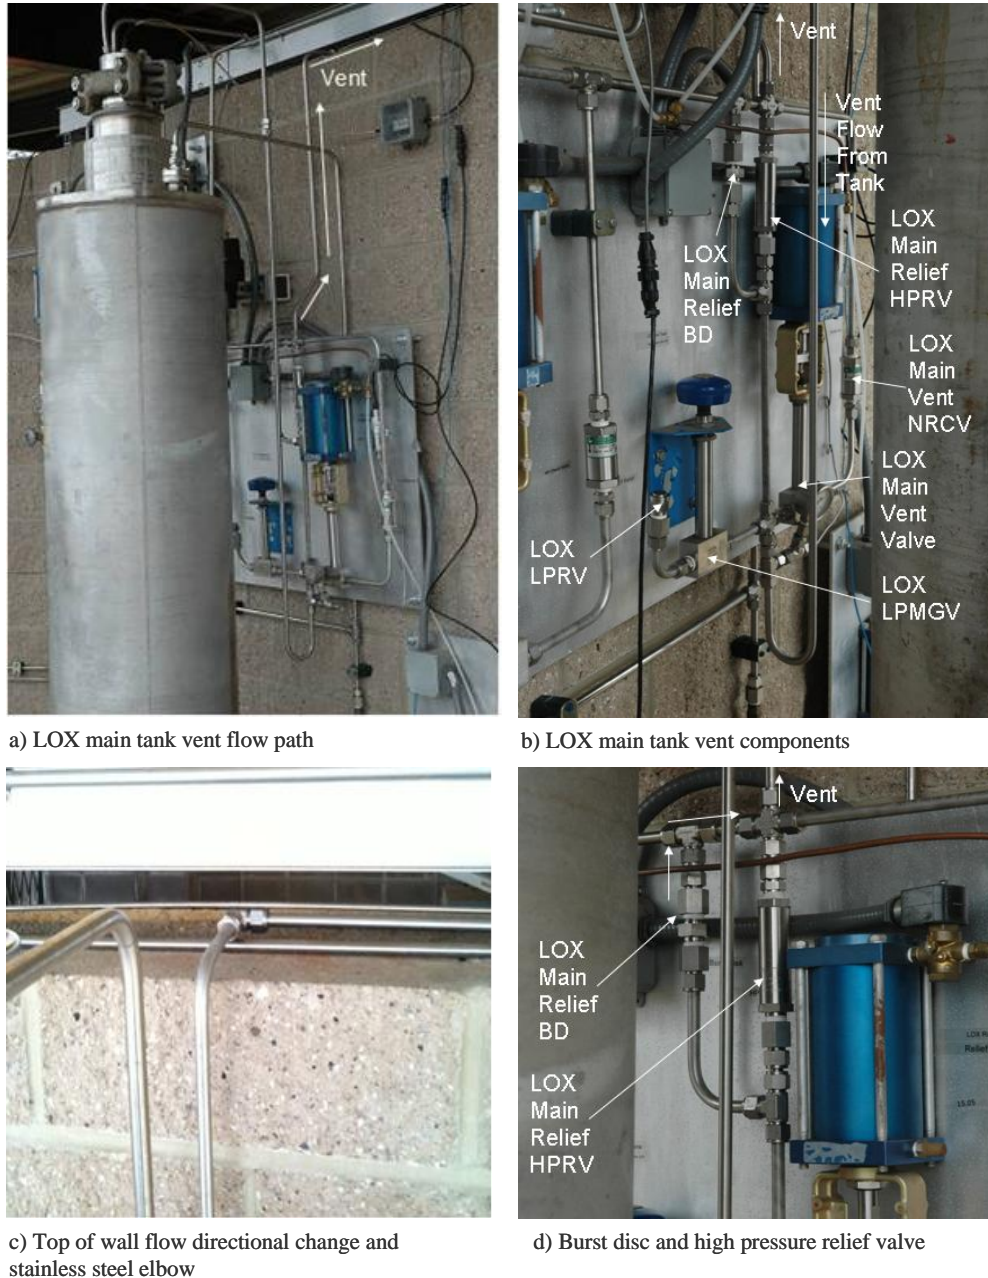 Vent
a) LOX main tank vent flow path
Vent
Vent
Flow
From
Tank
LOX
Main
Relief
HPRV
LOX
Main
Relief
BD
LOX
Main
Vent
NRCV
LOX
Main
Vent
Valve
LOX
LPRV
LOX
LPMGV
b) LOX main tank vent components
c) Top of wall flow directional change and
stainless steel elbow
Vent
LOX
Main
Relief
BD
LOX
Main
Relief
HPRV
Relief
d) Burst disc and high pressure relief valve